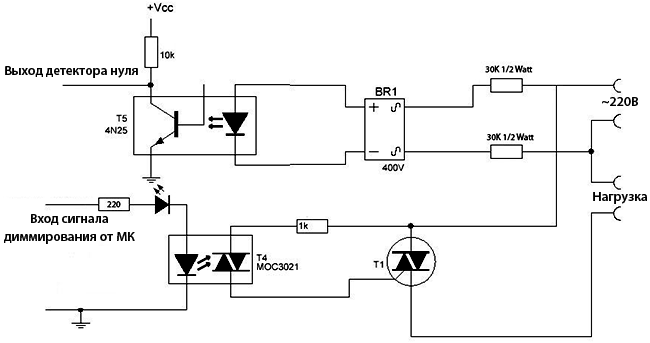 +Vcc
10k
Выход детектора нуля
T5
4N25
BR1
400V
30K 1/2 Watt
~220В
30K 1/2 Watt
Нагрузка
220
Вход сигнала
диммирования от МК
1k
T4
MOC3021
T1